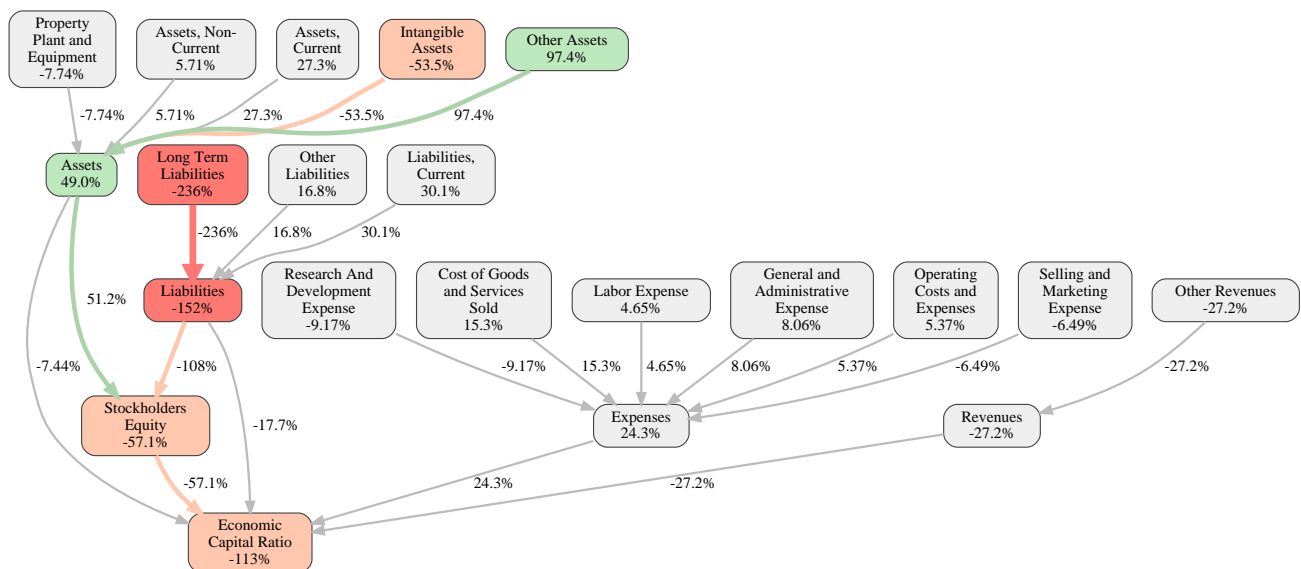 Property
Plant and
Equipment
-7.74%
Assets, Non-
Current
5.71%
Assets,
Current
27.3%
Intangible
Assets
-53.5%
Other Assets
97.4%
-7.74%
5.71%
27.3%
-53.5%
97.4%
Assets
49.0%
Long Term
Liabilities
-236%
Other
Liabilities
16.8%
Liabilities,
Current
30.1%
-236%
16.8%
30.1%
Liabilities
-152%
Research And
Development
Expense
-9.17%
Cost of Goods
and Services
Sold
15.3%
Labor Expense
4.65%
General and
Administrative
Expense
8.06%
Operating
Costs and
Expenses
5.37%
Selling and
Marketing
Expense
-6.49%
Other Revenues
-27.2%
51.2%
-7.44%
-108%
-9.17%
15.3%
4.65%
8.06%
5.37%
-6.49%
-27.2%
Stockholders
Equity
-57.1%
-17.7%
Expenses
24.3%
Revenues
-27.2%
-57.1%
24.3%
-27.2%
Economic
Capital Ratio
-113%